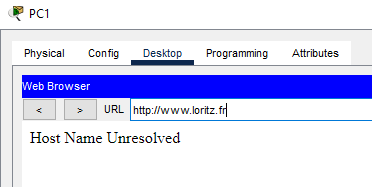 PC1
Physical Config Desktop Programming Attributes
Web Browser
< > URL http://www.loritz.fr
Host Name Unresolved